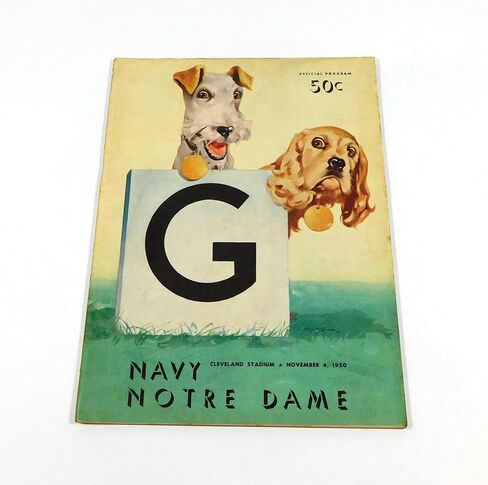 OFFICIAL PROGRAM
50¢
G
NAVY CLEVELAND STADIUM ★ NOVEMBER 4, 1950
NOTRE DAME